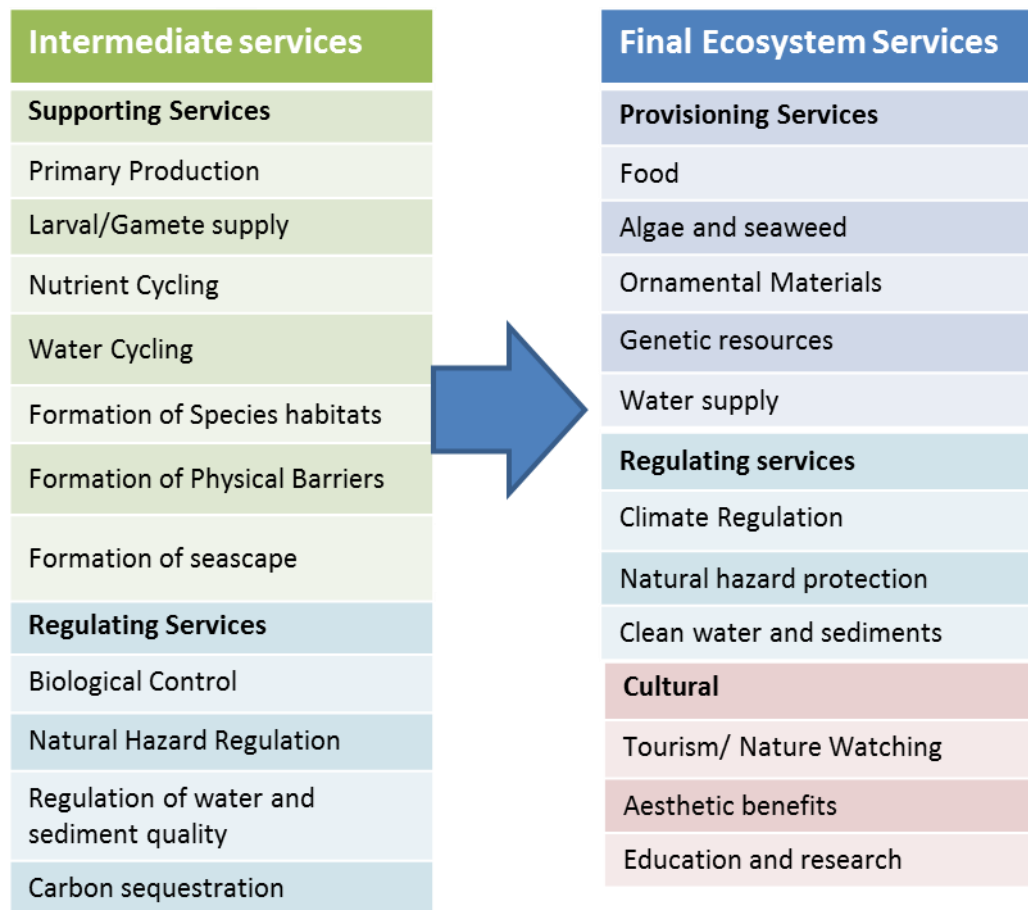 Intermediate services
Supporting Services
Primary Production
Larval/Gamete supply
Nutrient Cycling
Water Cycling
Formation of Species habitats
Formation of Physical Barriers
Formation of seascape
Regulating Services
Biological Control
Natural Hazard Regulation
Regulation of water and
sediment quality
Carbon sequestration
Final Ecosystem Services
Provisioning Services
Food
Algae and seaweed
Ornamental Materials
Genetic resources
Water supply
Regulating services
Climate Regulation
Natural hazard protection
Clean water and sediments
Cultural
Tourism/ Nature Watching
Aesthetic benefits
Education and research